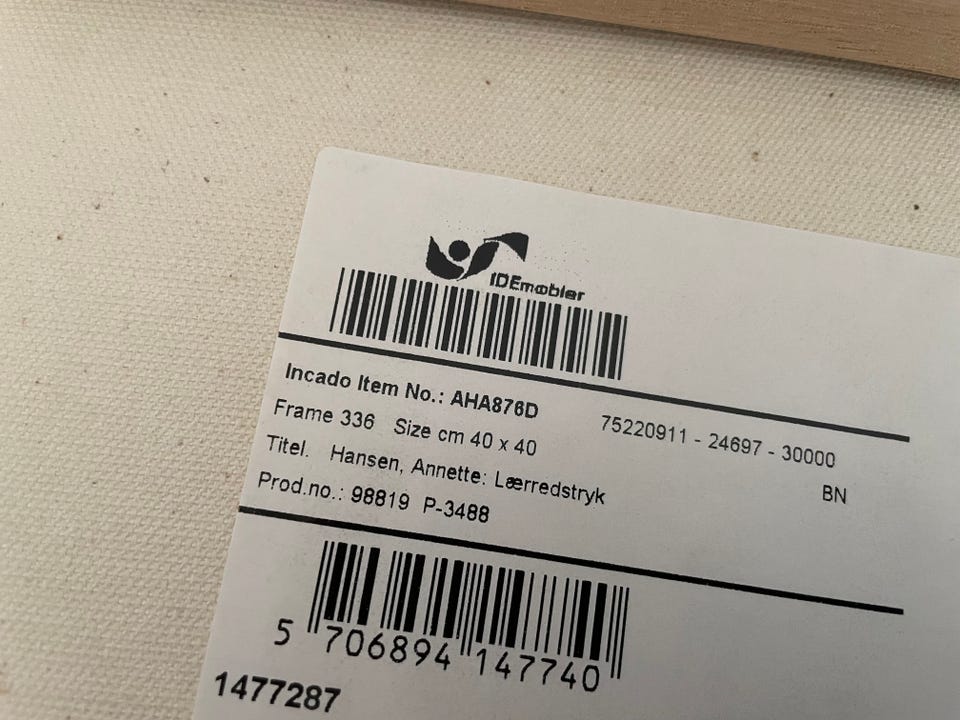 IDEmøbler
Incado Item No.: AHA876D
75220911 - 24697 - 30000
Frame 336 Size cm 40 x 40
BN
Titel. Hansen, Annette: Lærredstryk
Prod.no.: 98819 P-3488
5 706894 147740
1477287